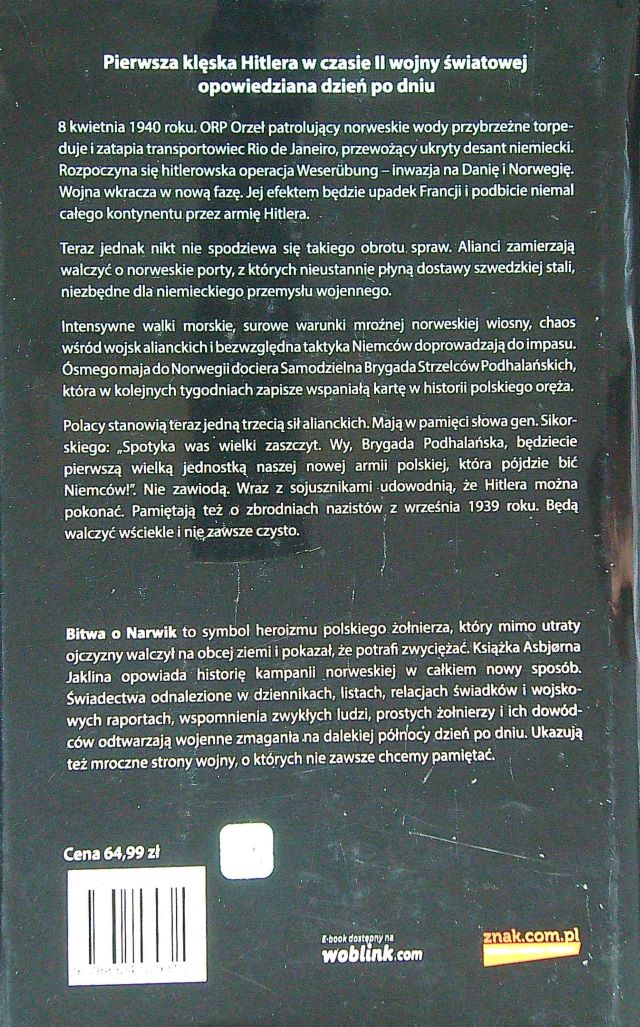 Pierwsza klęska Hitlera w czasie II wojny światowej
opowiedziana dzień po dniu
8 kwietnia 1940 roku. ORP Orzeł patrolujący norweskie wody przybrzeżne torpe-
duje i zatapia transportowiec Rio de Janeiro, przewożący ukryty desant niemiecki.
Rozpoczyna się hitlerowska operacja Weserübung – inwazja na Danię i Norwegię.
Wojna wkracza w nową fazę. Jej efektem będzie upadek Francji i podbicie niemal
całego kontynentu przez armię Hitlera.
Teraz jednak nikt nie spodziewa się takiego obrotu spraw. Alianci zamierzają
walczyć o norweskie porty, z których nieustannie płyną dostawy szwedzkiej stali,
niezbędne dla niemieckiego przemysłu wojennego.
Intensywne walki morskie, surowe warunki mroźnej norweskiej wiosny, chaos
wśród wojsk alianckich i bezwzględna taktyka Niemców doprowadzają do impasu.
Ósmego maja do Norwegii dociera Samodzielna Brygada Strzelców Podhalańskich,
która w kolejnych tygodniach zapisze wspaniałą kartę w historii polskiego oręża.
Polacy stanowią teraz jedną trzecią sił alianckich. Mają w pamięci słowa gen. Sikor-
skiego: „Spotyka was wielki zaszczyt. Wy, Brygada Podhalańska, będziecie
pierwszą wielką jednostką naszej nowej armii polskiej, która pójdzie bić
Niemców!”. Nie zawiodą. Wraz z sojusznikami udowodnią, że Hitlera można
pokonać. Pamiętają też o zbrodniach nazistów z września 1939 roku. Będą
walczyć wściekle i nie zawsze czysto.
Bitwa o Narwik to symbol heroizmu polskiego żołnierza, który mimo utraty
ojczyzny walczył na obcej ziemi i pokazał, że potrafi zwyciężać. Książka Asbjørna
Jaklina opowiada historię kampanii norweskiej w całkiem nowy sposób.
Świadectwa odnalezione w dziennikach, listach, relacjach świadków i wojsko-
wych raportach, wspomnienia zwykłych ludzi, prostych żołnierzy i ich dowód-
ców odtwarzają wojenne zmagania na dalekiej północy dzień po dniu. Ukazują
też mroczne strony wojny, o których nie zawsze chcemy pamiętać.
Cena 64,99 zł
E-book dostępny na
woblink.com
znak.com.pl